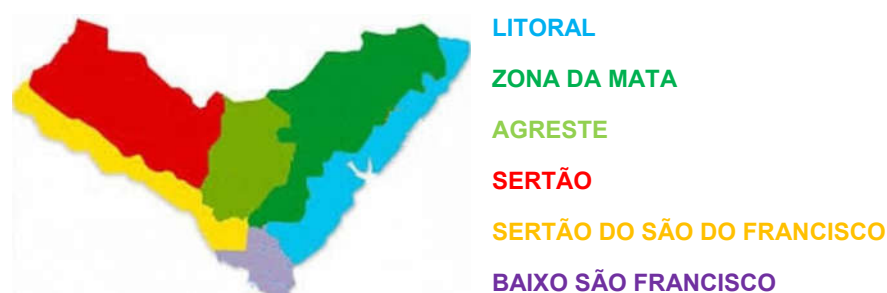 LITORAL
ZONA DA MATA
AGRESTE
SERTÃO
SERTÃO DO SÃO DO FRANCISCO
BAIXO SÃO FRANCISCO